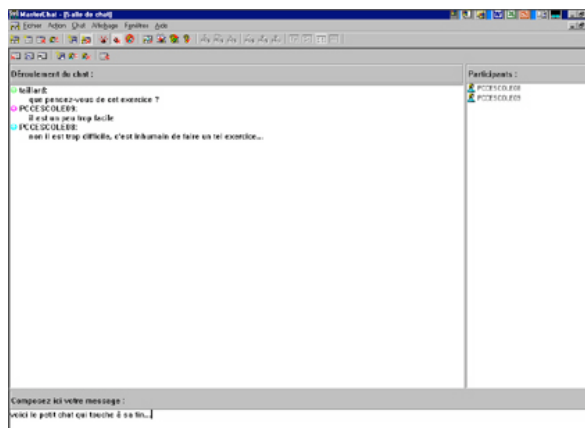 MasterChat - [Salle de chat]
Fichier Action Chat Affichage Fenêtres Aide
Déroulement du chat :
Participants :
teillard:
que pencez-vous de cet exercice ?
PCCESCOLE09:
il est un peu trop facile
PCCESCOLE08:
non il est trop difficile, c'est inhumain de faire un tel exercice...
PCCESCOLE08
PCCESCOLE09
Composez ici votre message :
voici le petit chat qui touche à sa fin...